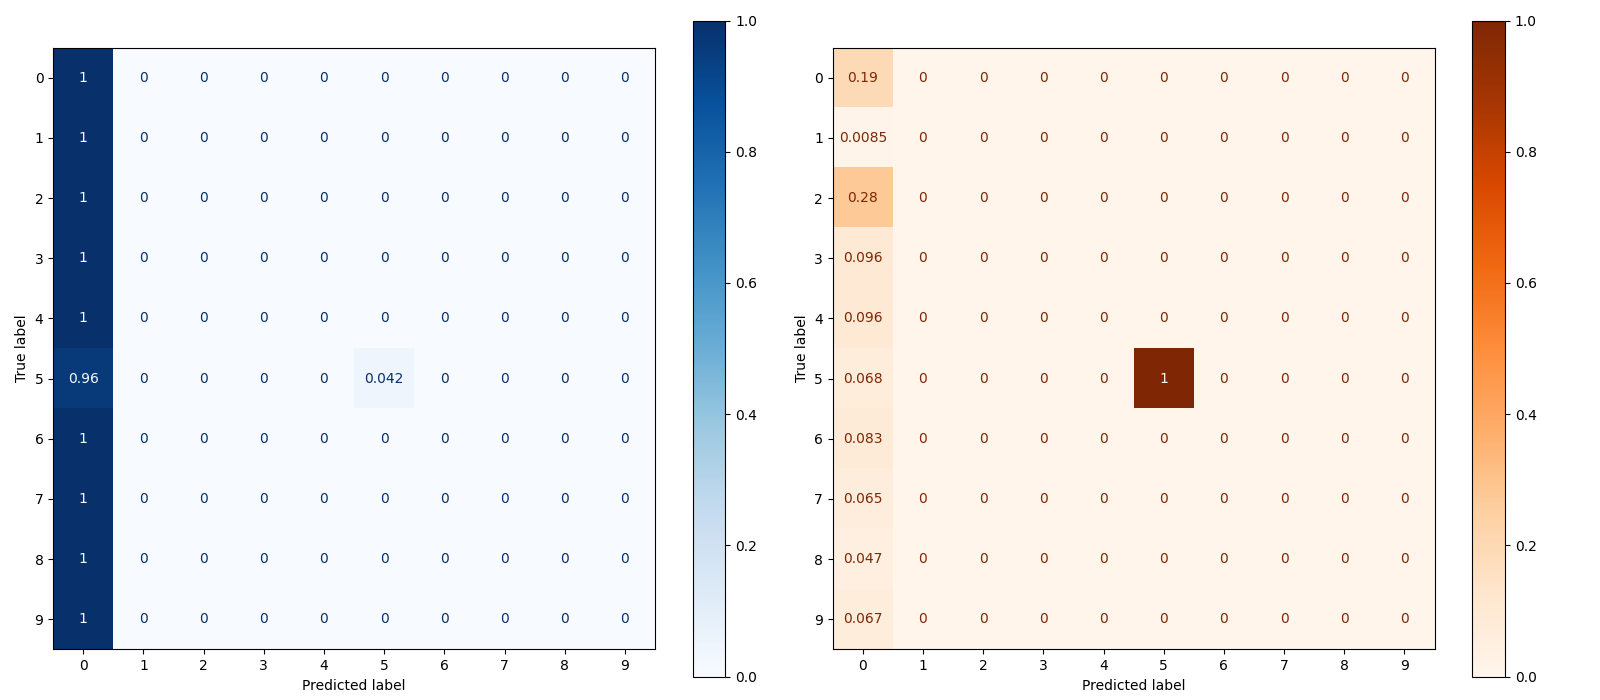 0 1 0 0 0 0 0 0 0 0 0
1 1 0 0 0 0 0 0 0 0 0
2 1 0 0 0 0 0 0 0 0 0
3 1 0 0 0 0 0 0 0 0 0
4 1 0 0 0 0 0 0 0 0 0
5 0.96 0 0 0 0 0.042 0 0 0 0
6 1 0 0 0 0 0 0 0 0 0
7 1 0 0 0 0 0 0 0 0 0
8 1 0 0 0 0 0 0 0 0 0
9 1 0 0 0 0 0 0 0 0 0
0 1 2 3 4 5 6 7 8 9
Predicted label
True label
1.0
0.8
0.6
0.4
0.2
0.0
0 0.19 0 0 0 0 0 0 0 0 0
1 0.0085 0 0 0 0 0 0 0 0 0
2 0.28 0 0 0 0 0 0 0 0 0
3 0.096 0 0 0 0 0 0 0 0 0
4 0.096 0 0 0 0 0 0 0 0 0
5 0.068 0 0 0 0 1 0 0 0 0
6 0.083 0 0 0 0 0 0 0 0 0
7 0.065 0 0 0 0 0 0 0 0 0
8 0.047 0 0 0 0 0 0 0 0 0
9 0.067 0 0 0 0 0 0 0 0 0
0 1 2 3 4 5 6 7 8 9
Predicted label
True label
1.0
0.8
0.6
0.4
0.2
0.0